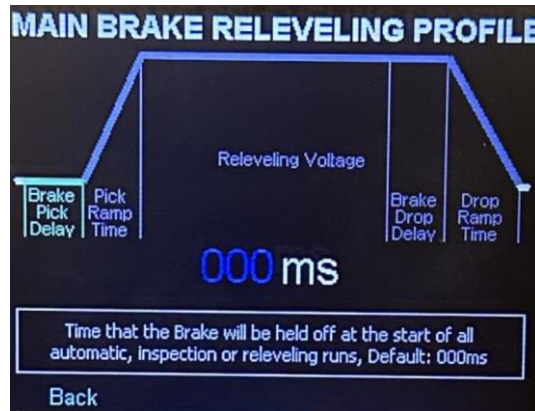 MAIN BRAKE RELEVELING PROFILE
Releveling Voltage
Brake
Pick
Delay
Pick
Ramp
Time
Brake
Drop
Delay
Drop
Ramp
Time
000 ms
Time that the Brake will be held off at the start of all
automatic, inspection or releveling runs, Default: 000ms
Back